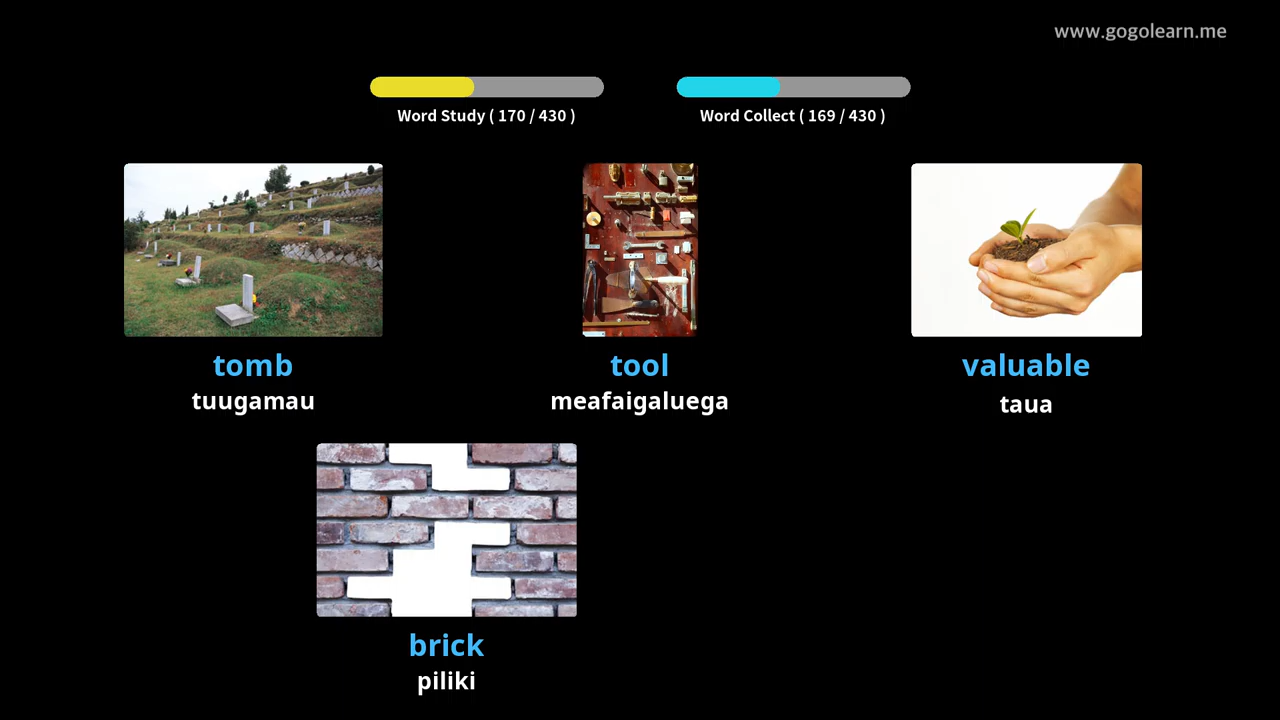 www.gogolearn.me
Word Study ( 170 / 430 )
Word Collect ( 169 / 430 )
tomb
tuugamau
tool
meafaigaluega
valuable
taua
brick
piliki